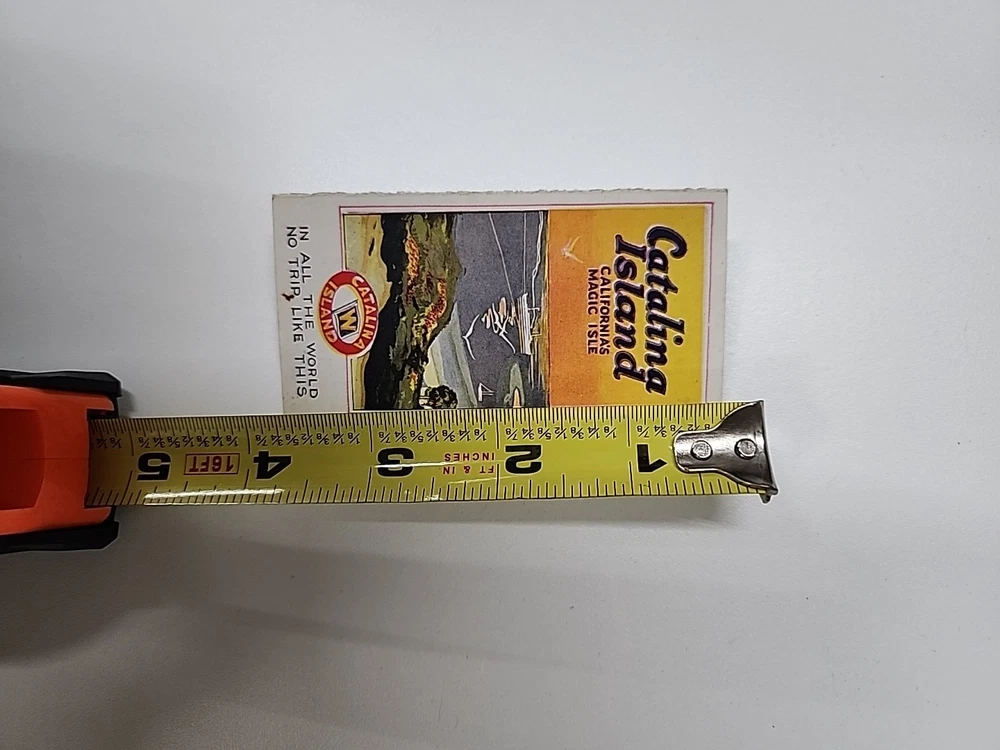 Catalina
Island
CALIFORNIA'S
MAGIC ISLE
CATALINA
W
ISLAND
IN ALL THE WORLD
NO TRIP LIKE THIS
1
2
FT & IN
INCHES
3
4
16FT
5